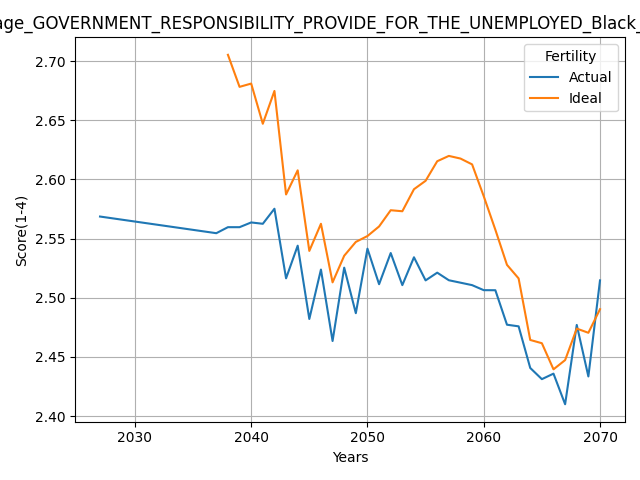 age_GOVERNMENT_RESPONSIBILITY_PROVIDE_FOR_THE_UNEMPLOYED_Black_
Fertility
Actual
Ideal
Score(1-4)
2.70
2.65
2.60
2.55
2.50
2.45
2.40
2030 2040 2050 2060 2070
Years